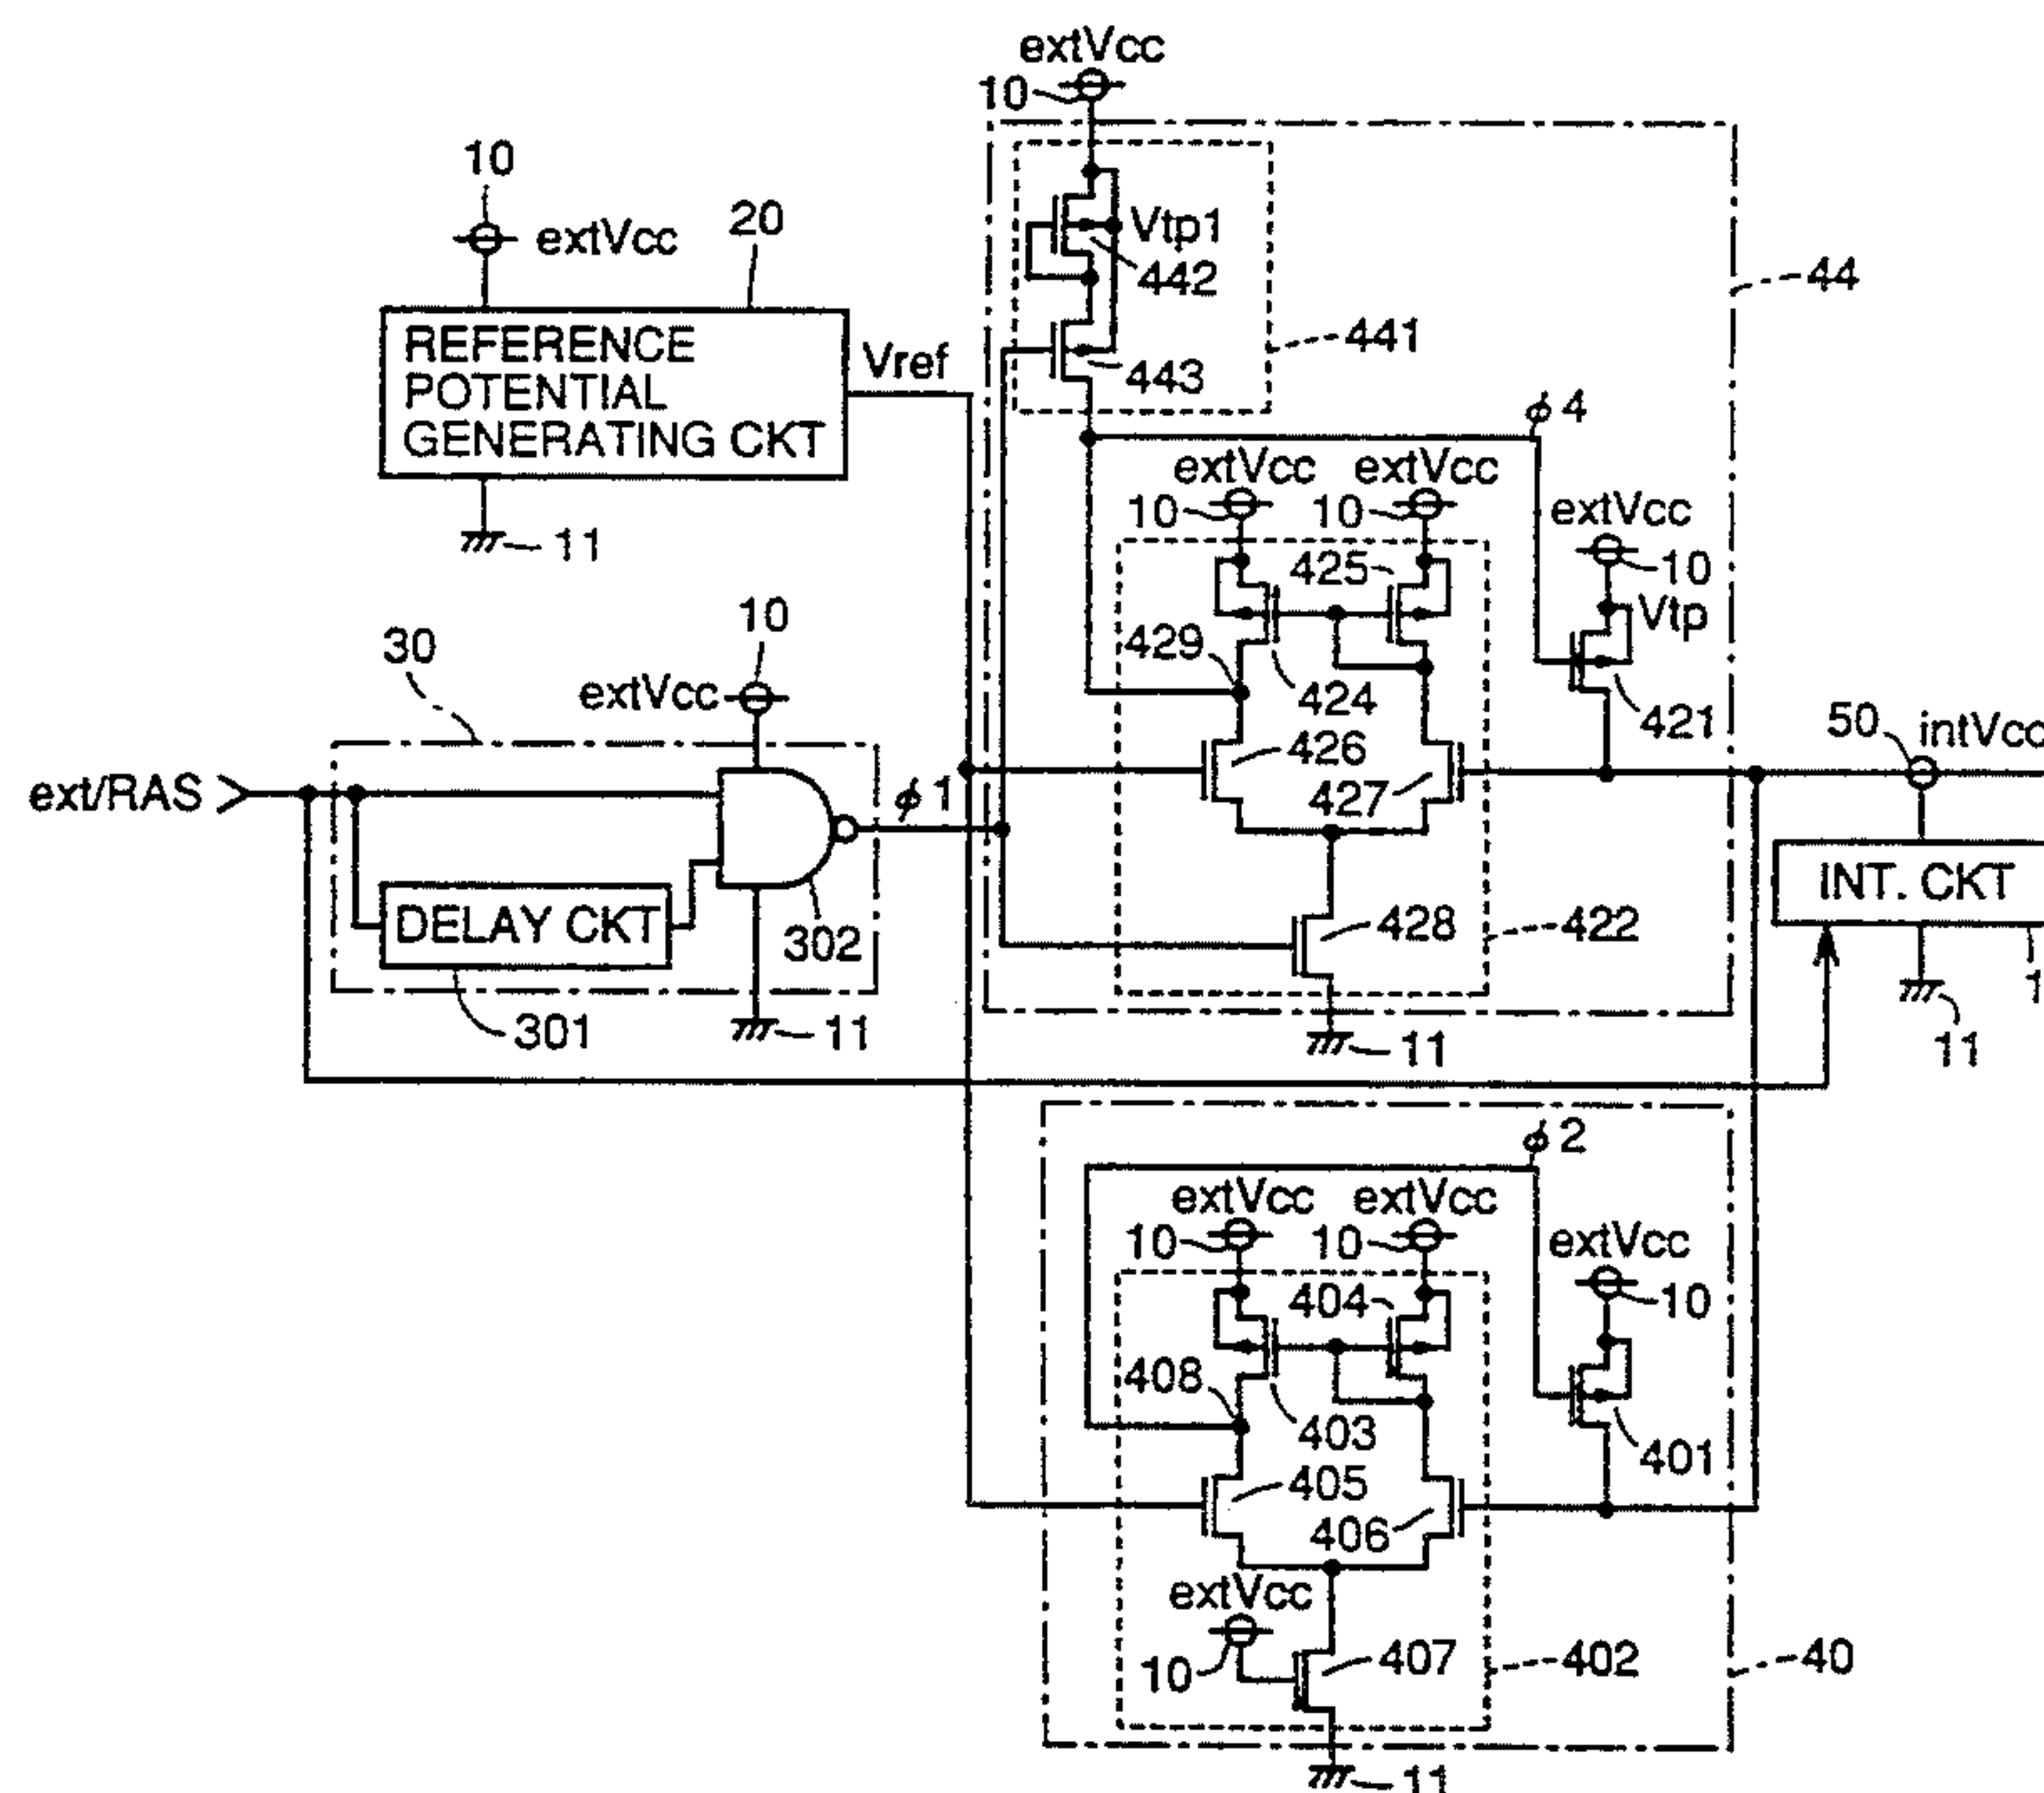 extVcc
10
10
extVcc
20
REFERENCE
POTENTIAL
GENERATING CKT
Vref
11
Vtp1
442
443
441
44
ϕ4
extVcc
extVcc
10
10
extVcc
10
Vtp
425
429
424
421
426
427
428
422
11
30
10
extVcc
ext/RAS
ϕ1
DELAY CKT
302
301
11
50
intVcc
INT. CKT
11
1
ϕ2
extVcc
extVcc
10
10
extVcc
10
404
408
403
401
405
406
extVcc
10
407
402
40
11